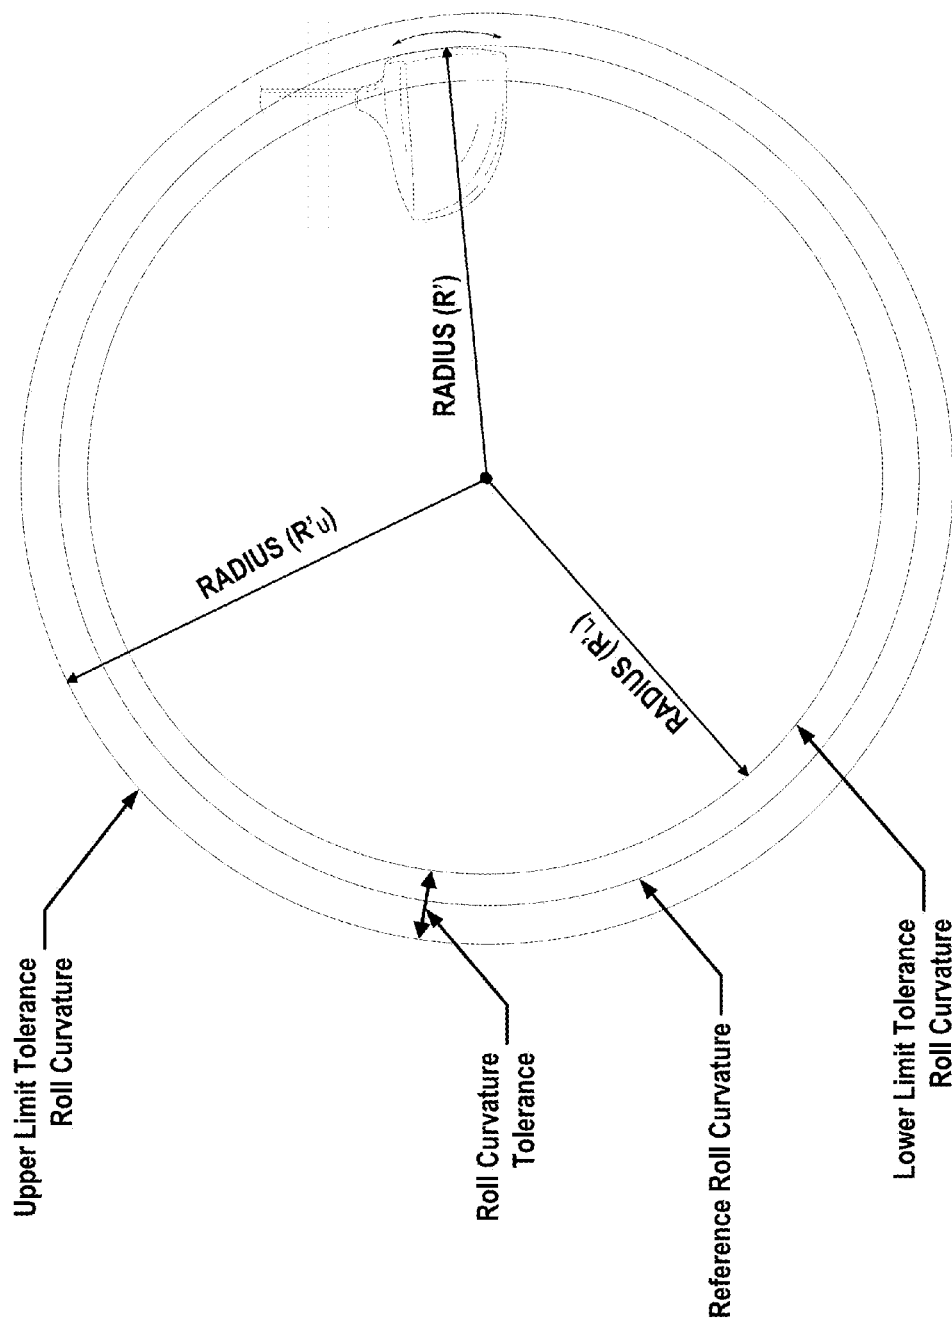 Upper Limit Tolerance
Roll Curvature
RADIUS (R'U)
RADIUS (R')
RADIUS (R'L)
Roll Curvature
Tolerance
Reference Roll Curvature
Lower Limit Tolerance
Roll Curvature